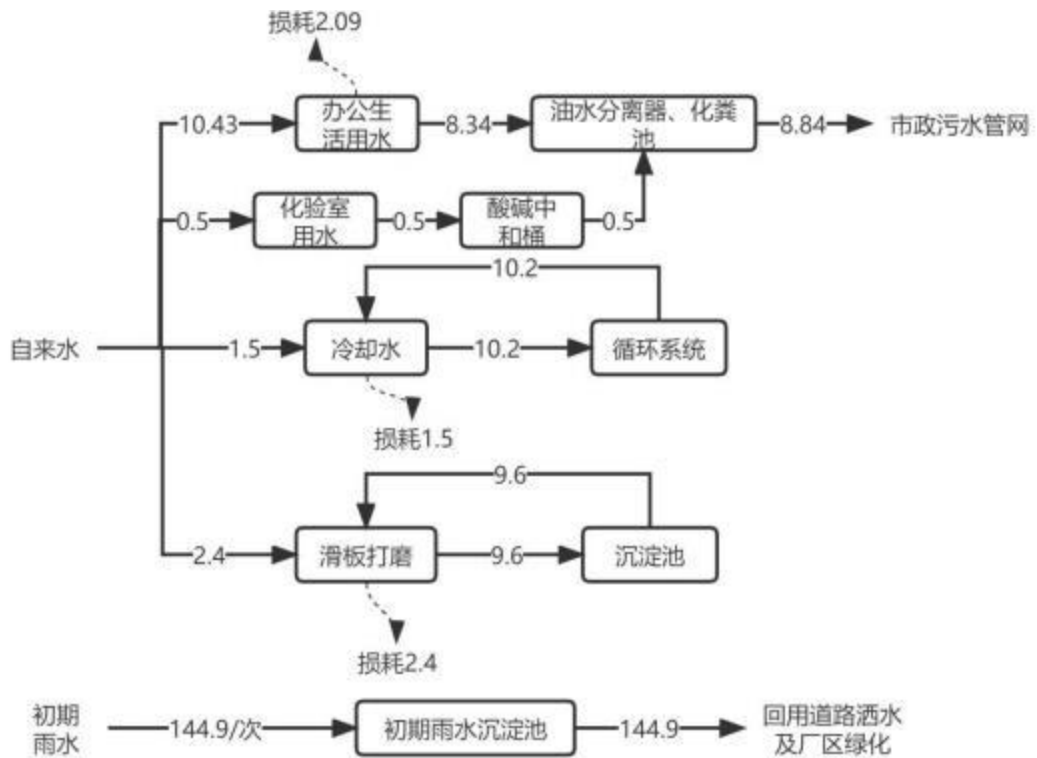 损耗2.09
10.43
办公生
活用水
8.34
油水分离器、化粪
池
8.84
市政污水管网
0.5
化验室
用水
0.5
酸碱中
和桶
0.5
10.2
自来水
1.5
冷却水
10.2
循环系统
损耗1.5
9.6
2.4
滑板打磨
9.6
沉淀池
损耗2.4
初期
雨水
144.9/次
初期雨水沉淀池
144.9
回用道路洒水
及厂区绿化